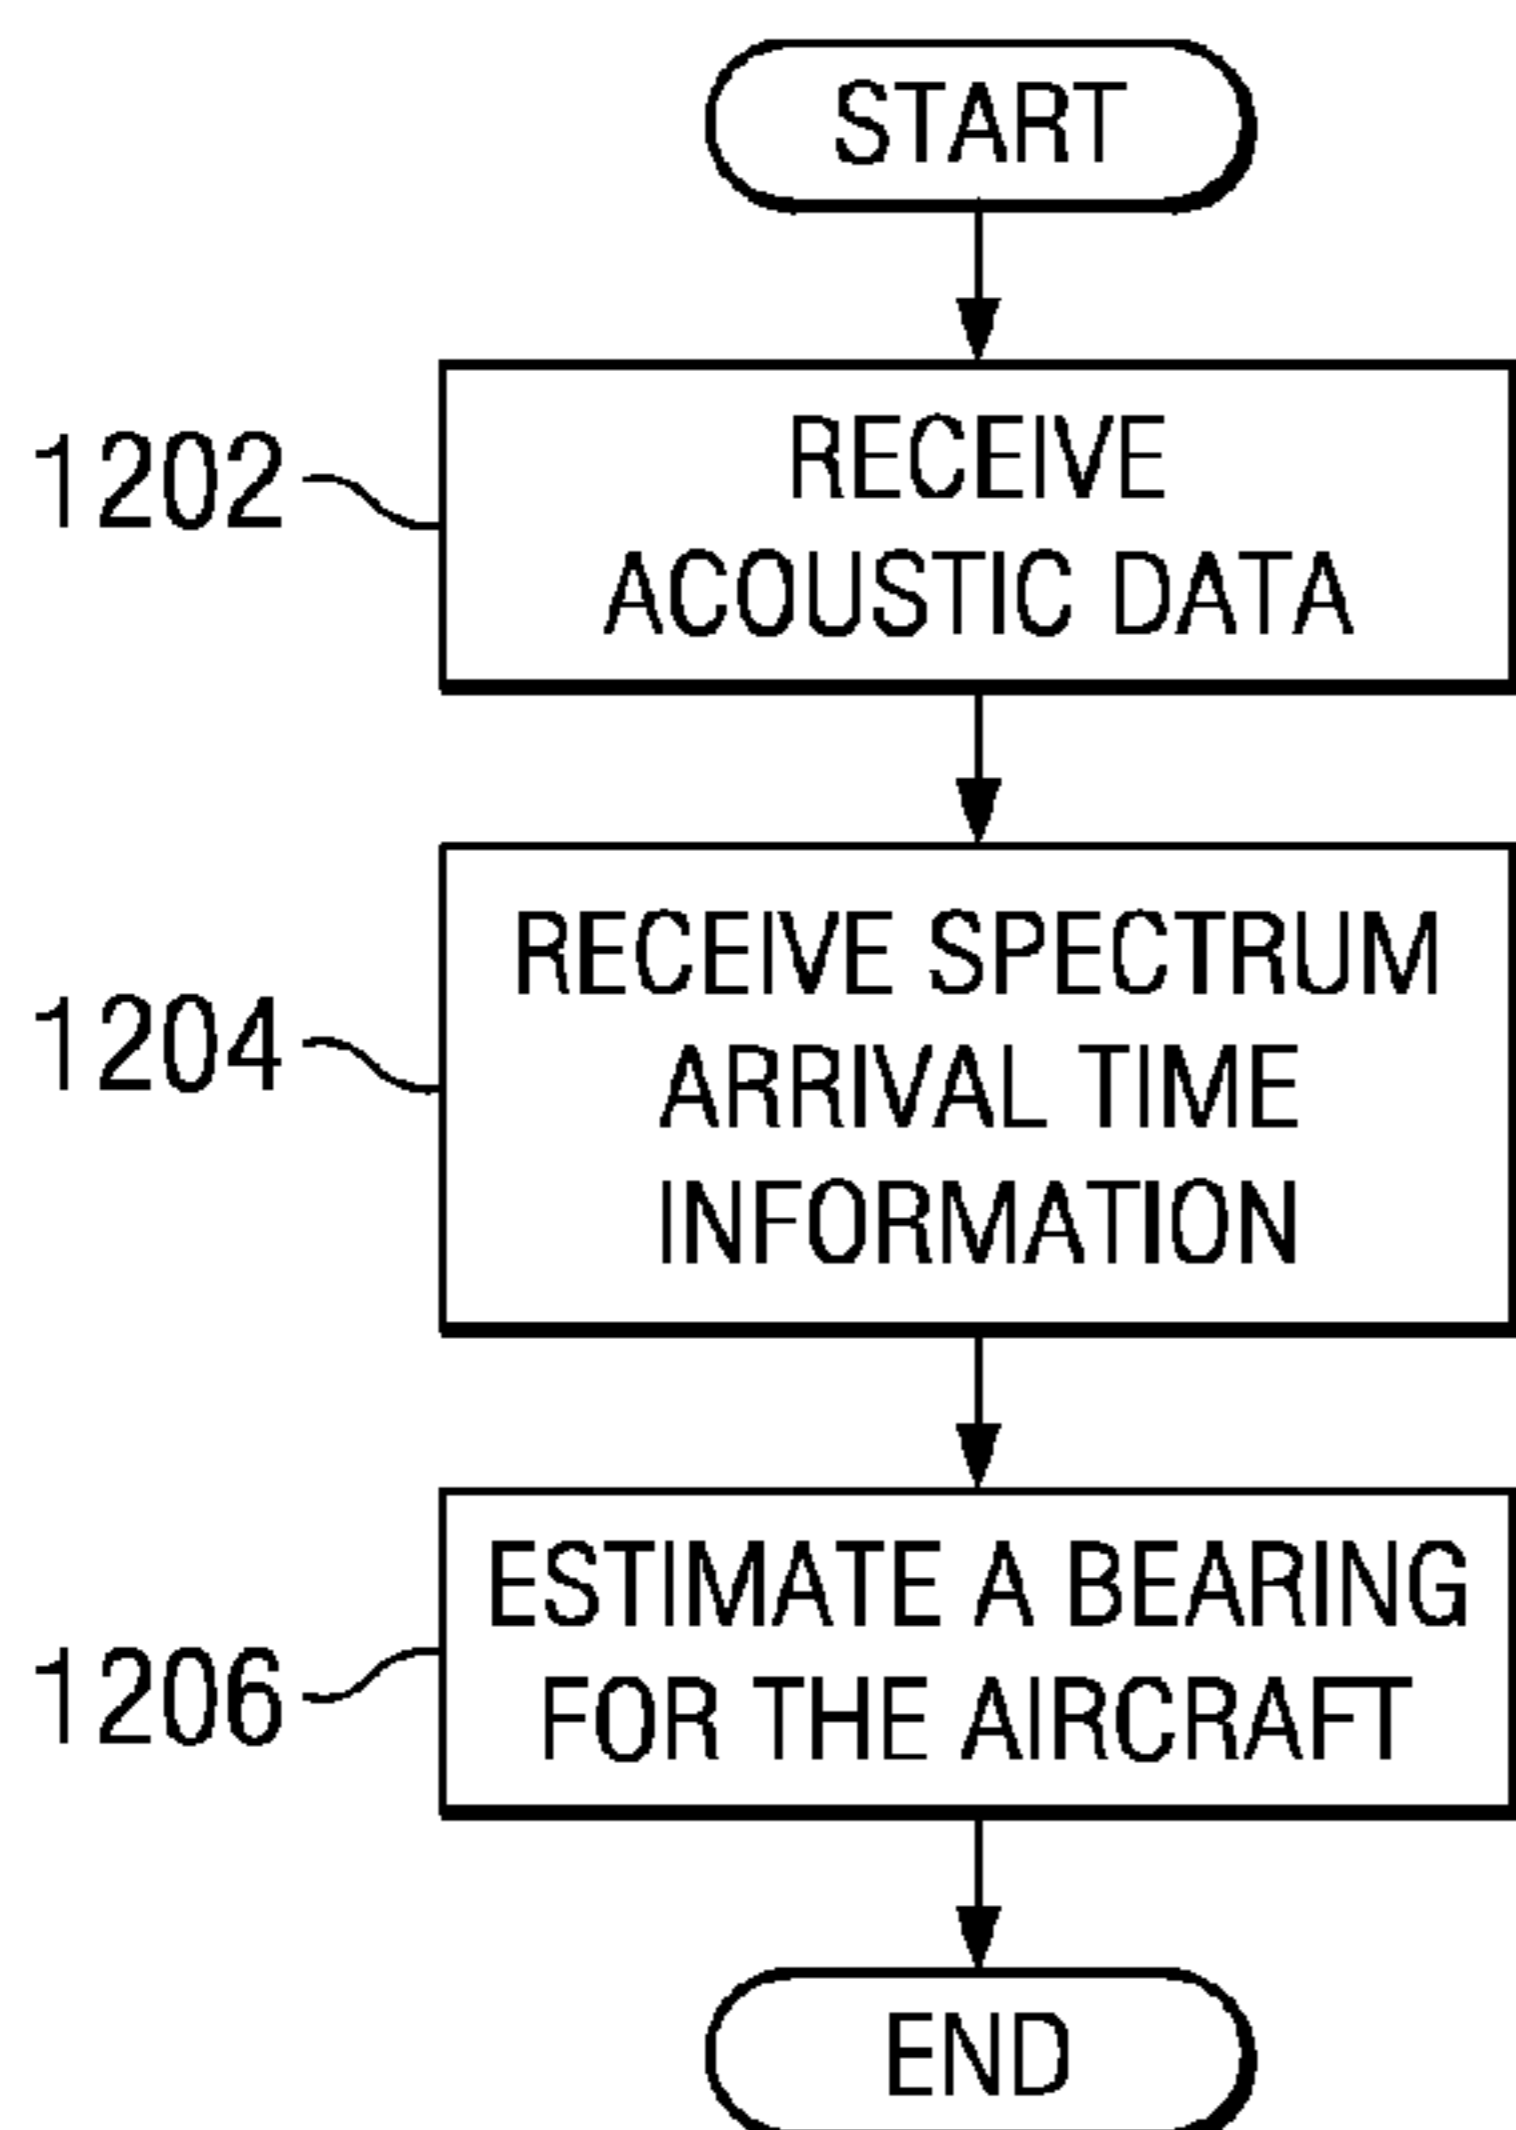 START
1202
RECEIVE
ACOUSTIC DATA
1204
RECEIVE SPECTRUM
ARRIVAL TIME
INFORMATION
1206
ESTIMATE A BEARING
FOR THE AIRCRAFT
END